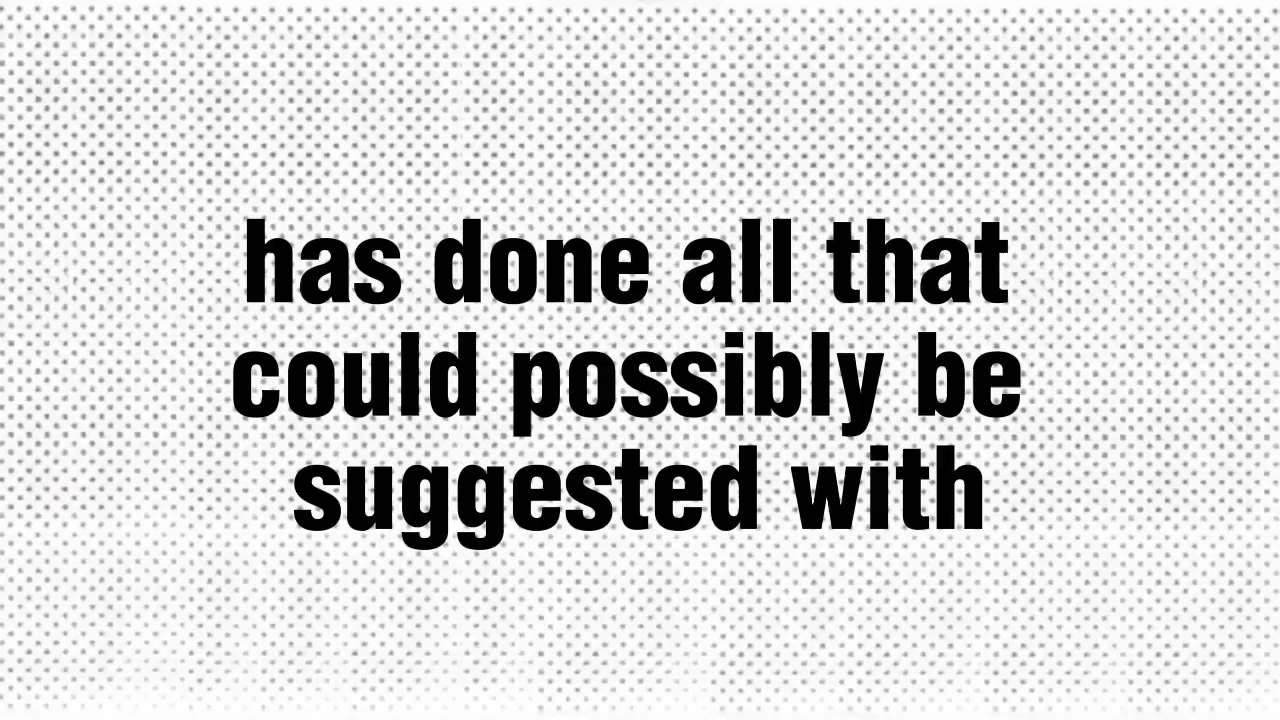 has done all that
could possibly be
suggested with